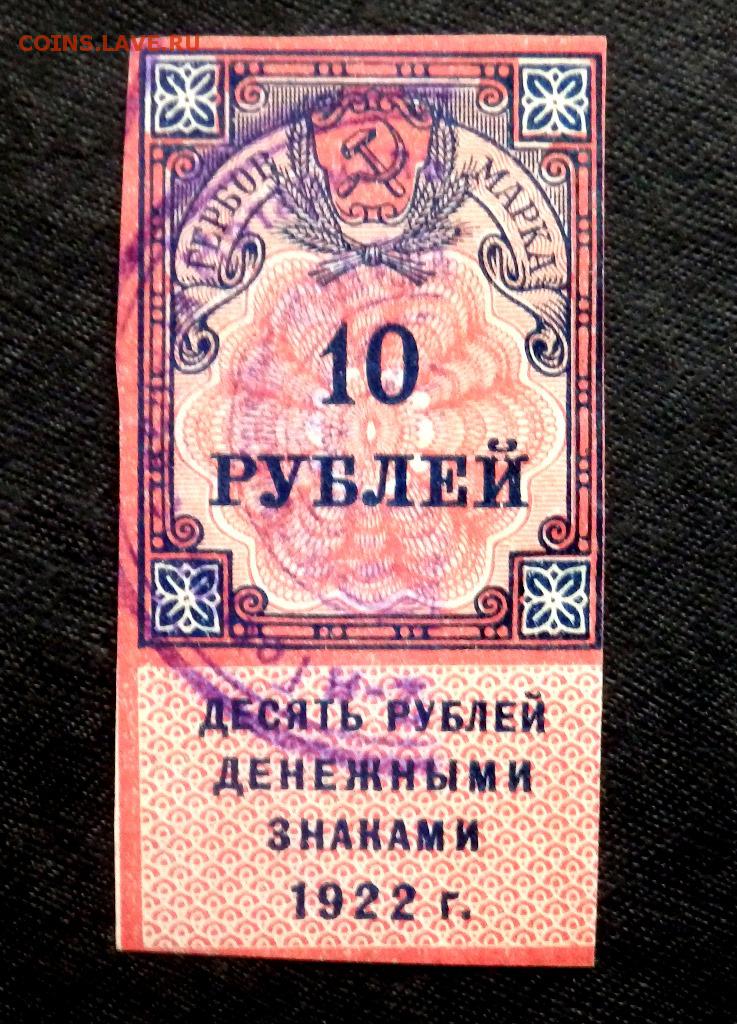 COINS.LAVE.RU
ГЕРБОВ. МАРКА
10
РУБЛЕЙ
ДЕСЯТЬ РУБЛЕЙ
ДЕНЕЖНЫМИ
ЗНАКАМИ
1922 г.